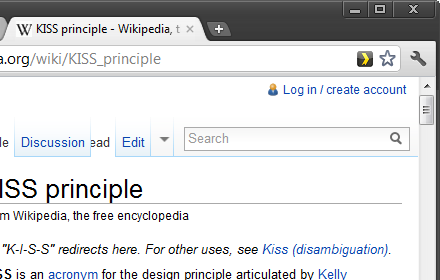 W KISS principle - Wikipedia, t
a.org/wiki/KISS_principle
Log in / create account
le Discussion ead Edit Search
ISS principle
m Wikipedia, the free encyclopedia
"K-I-S-S" redirects here. For other uses, see Kiss (disambiguation).
SS is an acronym for the design principle articulated by Kelly